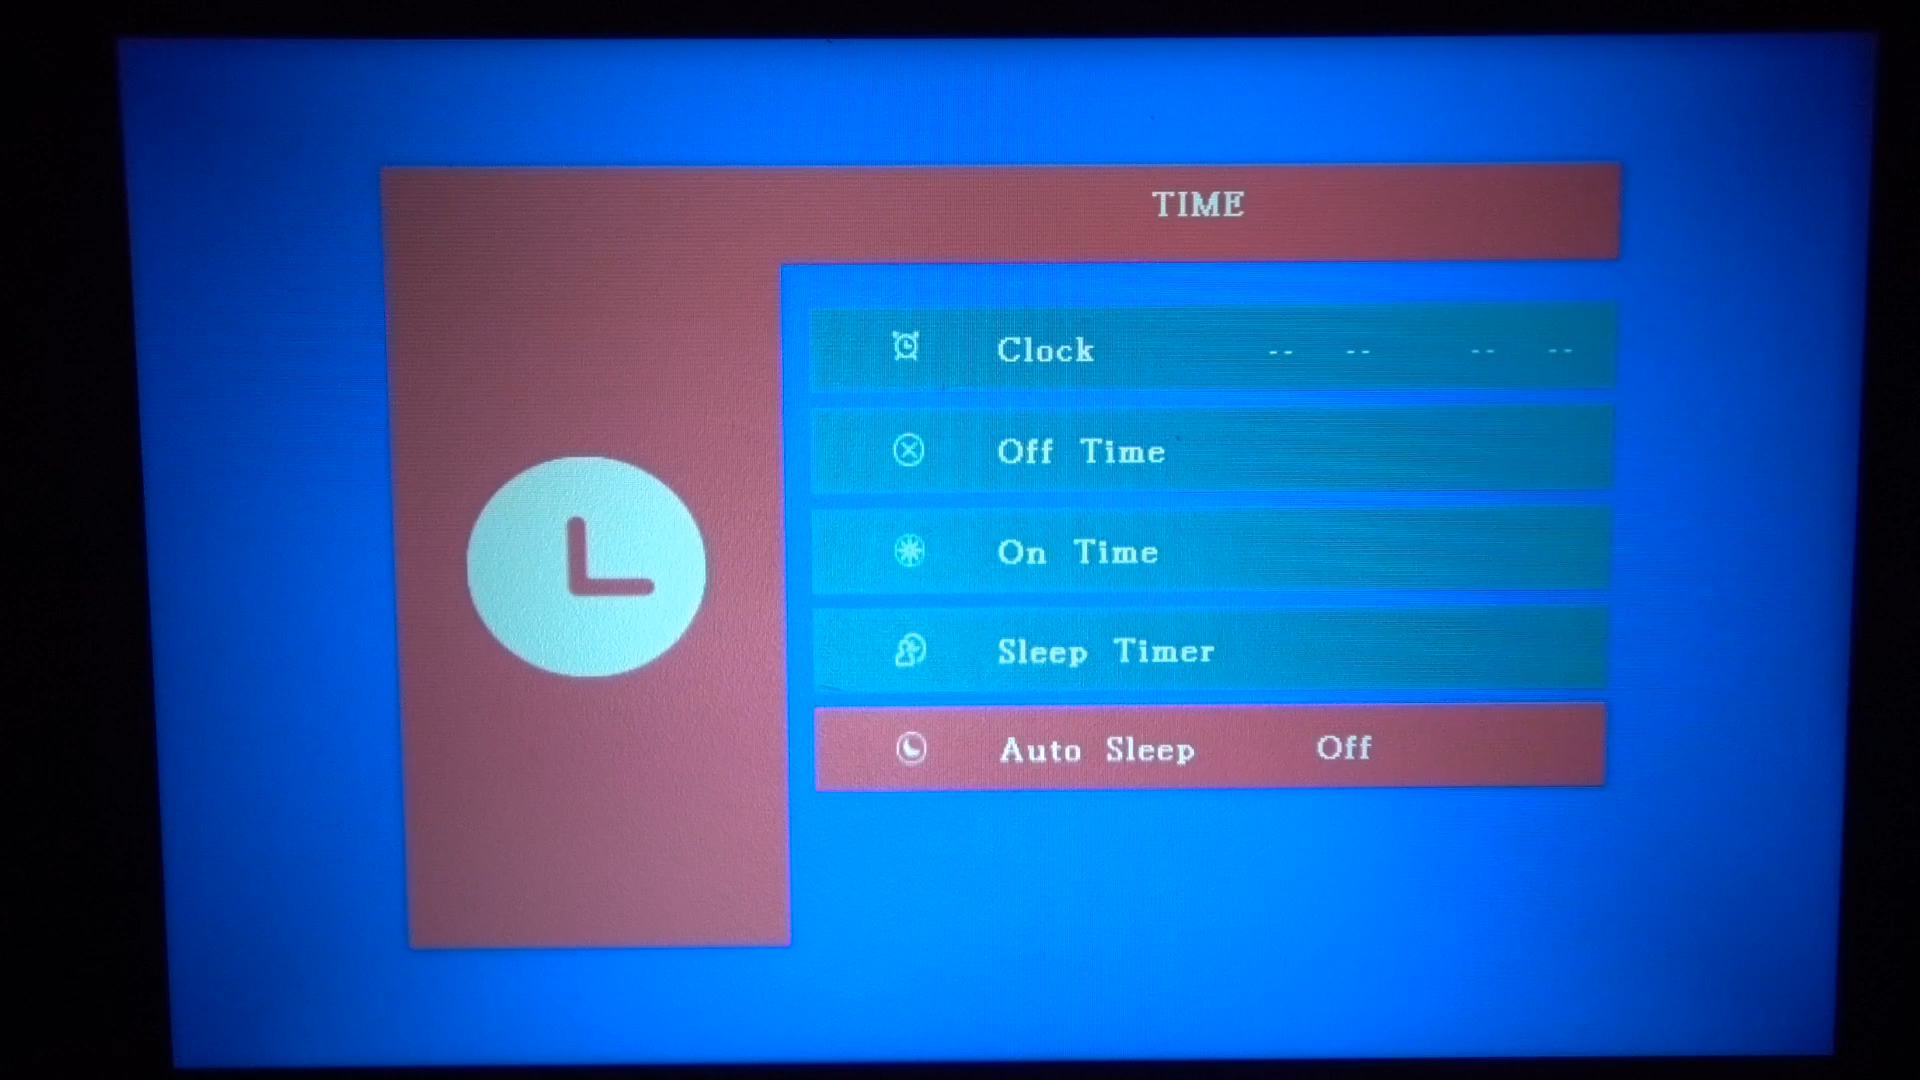 TIME
Clock -- -- -- --
Off Time
On Time
Sleep Timer
Auto Sleep Off